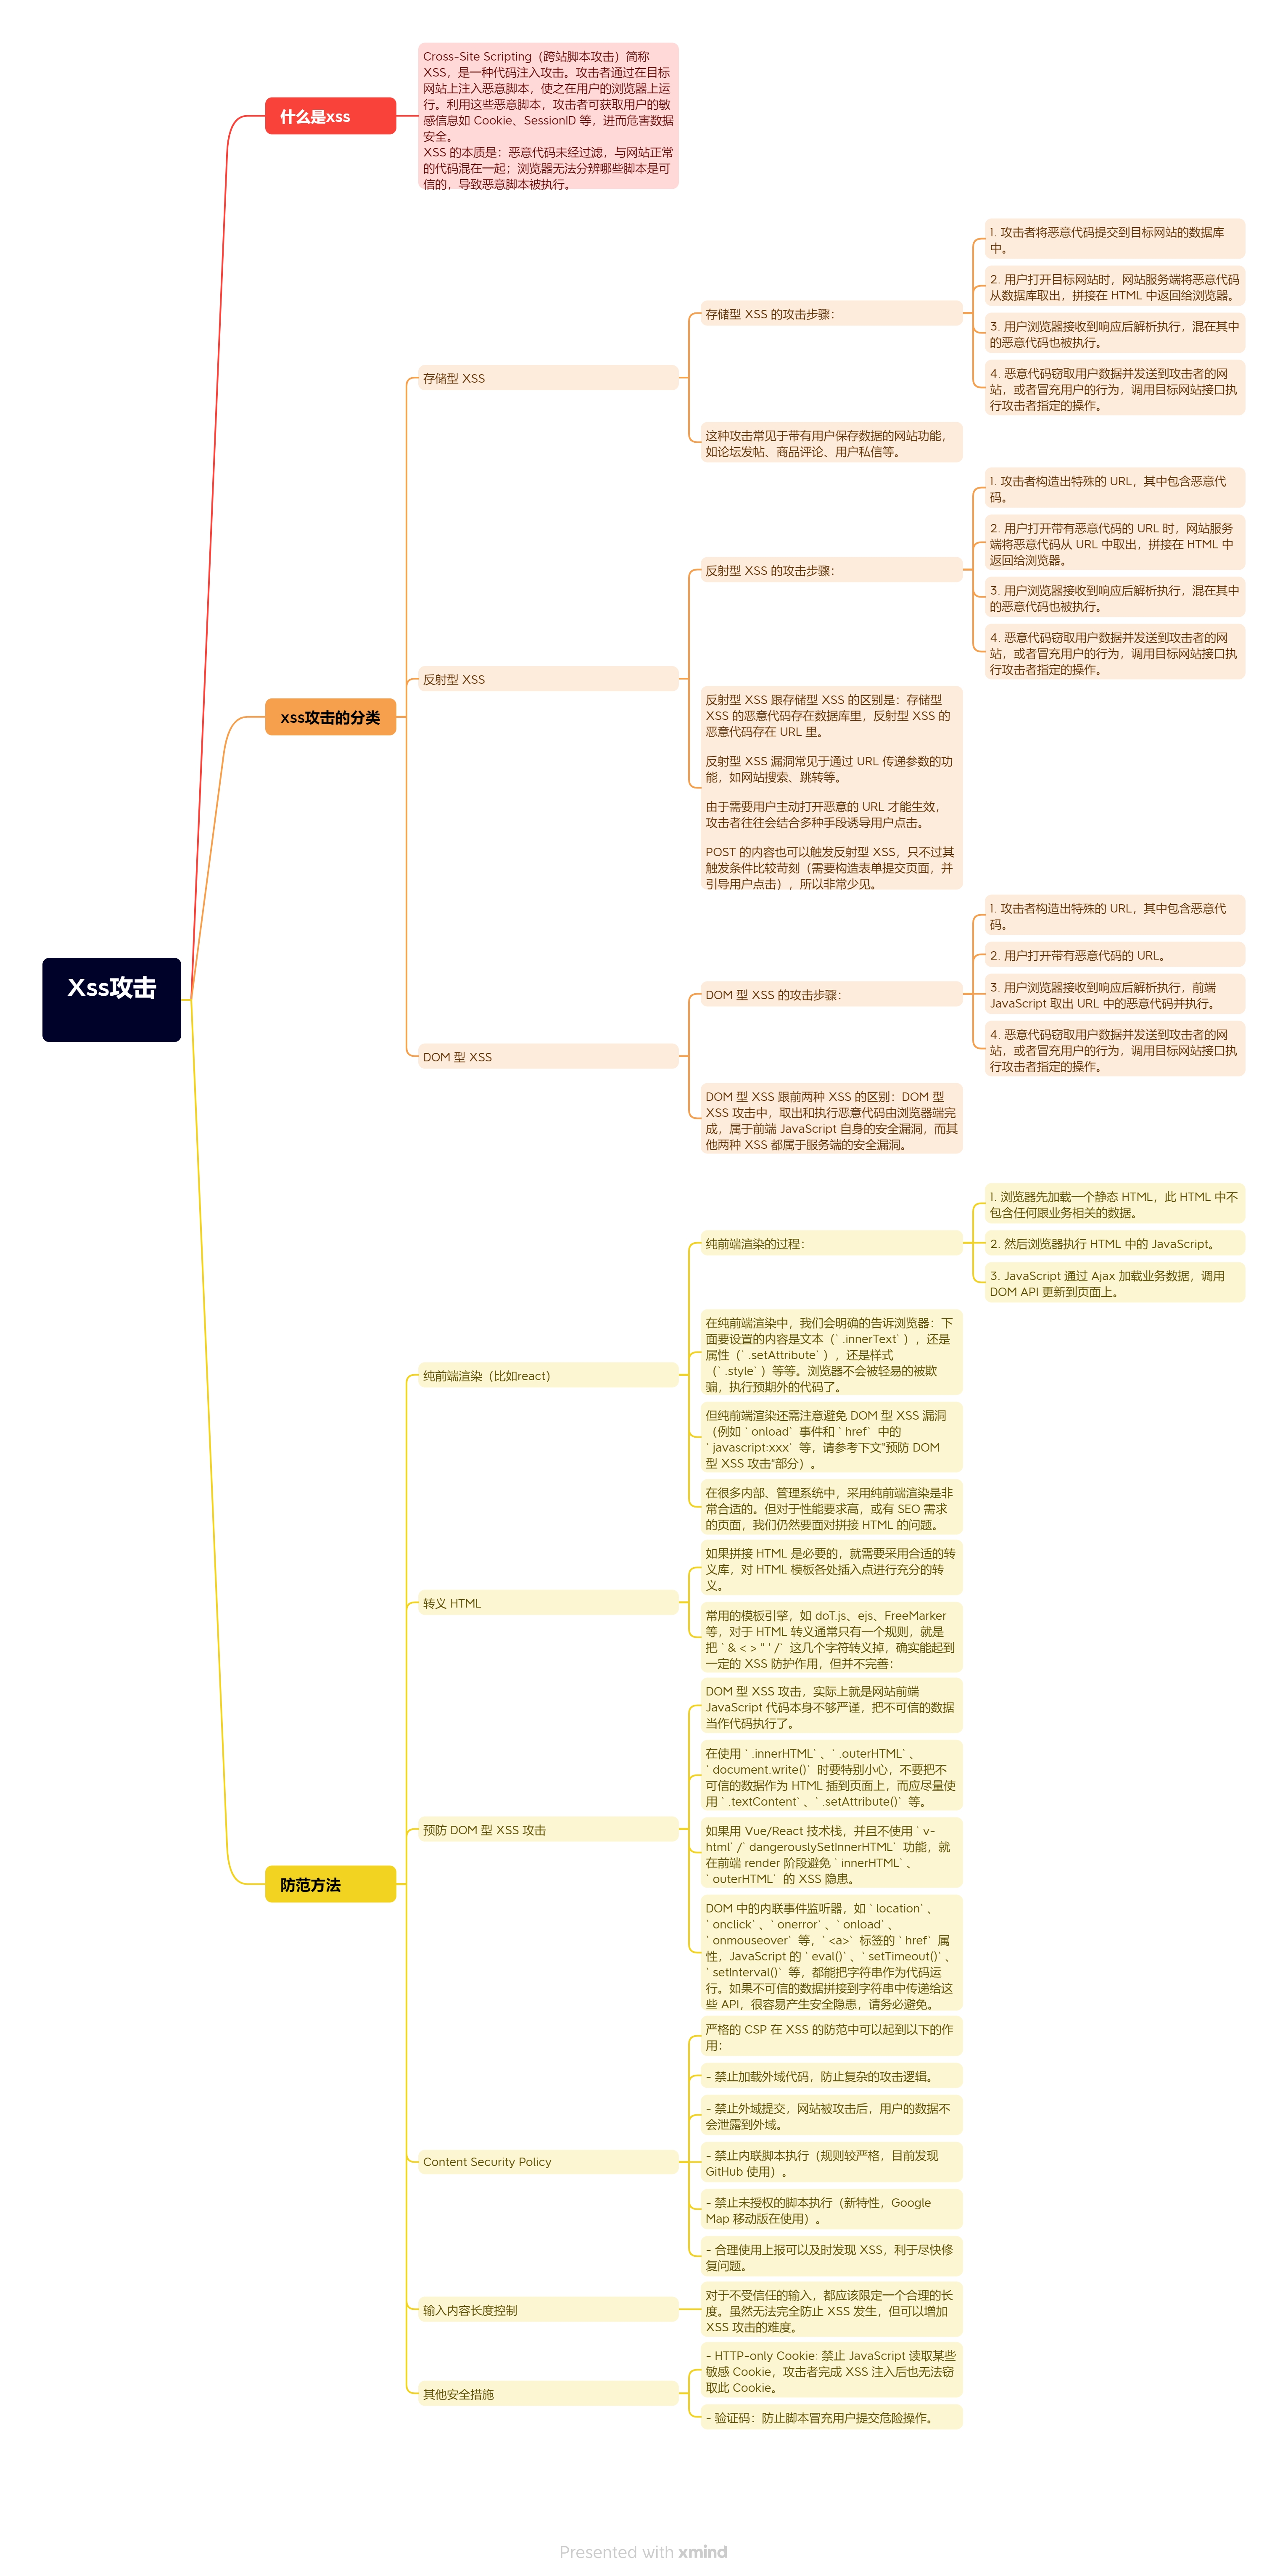 Xss攻击
什么是xss
Cross-Site Scripting（跨站脚本攻击）简称
XSS，是一种代码注入攻击。攻击者通过在目标
网站上注入恶意脚本，使之在用户的浏览器上运
行。利用这些恶意脚本，攻击者可获取用户的敏
感信息如 Cookie、SessionID 等，进而危害数据
安全。
XSS 的本质是：恶意代码未经过滤，与网站正常
的代码混在一起；浏览器无法分辨哪些脚本是可
信的，导致恶意脚本被执行。
xss攻击的分类
存储型 XSS
存储型 XSS 的攻击步骤：
1. 攻击者将恶意代码提交到目标网站的数据库
中。
2. 用户打开目标网站时，网站服务端将恶意代码
从数据库取出，拼接在 HTML 中返回给浏览器。
3. 用户浏览器接收到响应后解析执行，混在其中
的恶意代码也被执行。
4. 恶意代码窃取用户数据并发送到攻击者的网
站，或者冒充用户的行为，调用目标网站接口执
行攻击者指定的操作。
这种攻击常见于带有用户保存数据的网站功能，
如论坛发帖、商品评论、用户私信等。
反射型 XSS
反射型 XSS 的攻击步骤：
1. 攻击者构造出特殊的 URL，其中包含恶意代
码。
2. 用户打开带有恶意代码的 URL 时，网站服务
端将恶意代码从 URL 中取出，拼接在 HTML 中
返回给浏览器。
3. 用户浏览器接收到响应后解析执行，混在其中
的恶意代码也被执行。
4. 恶意代码窃取用户数据并发送到攻击者的网
站，或者冒充用户的行为，调用目标网站接口执
行攻击者指定的操作。
反射型 XSS 跟存储型 XSS 的区别是：存储型
XSS 的恶意代码存在数据库里，反射型 XSS 的
恶意代码存在 URL 里。
反射型 XSS 漏洞常见于通过 URL 传递参数的功
能，如网站搜索、跳转等。
由于需要用户主动打开恶意的 URL 才能生效，
攻击者往往会结合多种手段诱导用户点击。
POST 的内容也可以触发反射型 XSS，只不过其
触发条件比较苛刻（需要构造表单提交页面，并
引导用户点击），所以非常少见。
DOM 型 XSS
DOM 型 XSS 的攻击步骤：
1. 攻击者构造出特殊的 URL，其中包含恶意代
码。
2. 用户打开带有恶意代码的 URL。
3. 用户浏览器接收到响应后解析执行，前端
JavaScript 取出 URL 中的恶意代码并执行。
4. 恶意代码窃取用户数据并发送到攻击者的网
站，或者冒充用户的行为，调用目标网站接口执
行攻击者指定的操作。
DOM 型 XSS 跟前两种 XSS 的区别：DOM 型
XSS 攻击中，取出和执行恶意代码由浏览器端完
成，属于前端 JavaScript 自身的安全漏洞，而其
他两种 XSS 都属于服务端的安全漏洞。
防范方法
纯前端渲染（比如react）
纯前端渲染的过程：
1. 浏览器先加载一个静态 HTML，此 HTML 中不
包含任何跟业务相关的数据。
2. 然后浏览器执行 HTML 中的 JavaScript。
3. JavaScript 通过 Ajax 加载业务数据，调用
DOM API 更新到页面上。
在纯前端渲染中，我们会明确的告诉浏览器：下
面要设置的内容是文本（` .innerText` ），还是
属性（` .setAttribute` ），还是样式
（` .style` ）等等。浏览器不会被轻易的被欺
骗，执行预期外的代码了。
但纯前端渲染还需注意避免 DOM 型 XSS 漏洞
（例如 ` onload`  事件和 ` href`  中的
` javascript:xxx`  等，请参考下文"预防 DOM
型 XSS 攻击"部分）。
在很多内部、管理系统中，采用纯前端渲染是非
常合适的。但对于性能要求高，或有 SEO 需求
的页面，我们仍然要面对拼接 HTML 的问题。
转义 HTML
如果拼接 HTML 是必要的，就需要采用合适的转
义库，对 HTML 模板各处插入点进行充分的转
义。
常用的模板引擎，如 doT.js、ejs、FreeMarker
等，对于 HTML 转义通常只有一个规则，就是
把 ` & < > " ' /`  这几个字符转义掉，确实能起到
一定的 XSS 防护作用，但并不完善：
预防 DOM 型 XSS 攻击
DOM 型 XSS 攻击，实际上就是网站前端
JavaScript 代码本身不够严谨，把不可信的数据
当作代码执行了。
在使用 ` .innerHTML` 、` .outerHTML` 、
` document.write()`  时要特别小心，不要把不
可信的数据作为 HTML 插到页面上，而应尽量使
用 ` .textContent` 、` .setAttribute()`  等。
如果用 Vue/React 技术栈，并且不使用 ` v-
html` /` dangerouslySetInnerHTML`  功能，就
在前端 render 阶段避免 ` innerHTML` 、
` outerHTML`  的 XSS 隐患。
DOM 中的内联事件监听器，如 ` location` 、
` onclick` 、` onerror` 、` onload` 、
` onmouseover`  等，`<a>`  标签的 ` href`  属
性，JavaScript 的 ` eval()` 、` setTimeout()` 、
` setInterval()`  等，都能把字符串作为代码运
行。如果不可信的数据拼接到字符串中传递给这
些 API，很容易产生安全隐患，请务必避免。
Content Security Policy
严格的 CSP 在 XSS 的防范中可以起到以下的作
用：
- 禁止加载外域代码，防止复杂的攻击逻辑。
- 禁止外域提交，网站被攻击后，用户的数据不
会泄露到外域。
- 禁止内联脚本执行（规则较严格，目前发现
GitHub 使用）。
- 禁止未授权的脚本执行（新特性，Google
Map 移动版在使用）。
- 合理使用上报可以及时发现 XSS，利于尽快修
复问题。
输入内容长度控制
对于不受信任的输入，都应该限定一个合理的长
度。虽然无法完全防止 XSS 发生，但可以增加
XSS 攻击的难度。
其他安全措施
- HTTP-only Cookie: 禁止 JavaScript 读取某些
敏感 Cookie，攻击者完成 XSS 注入后也无法窃
取此 Cookie。
- 验证码：防止脚本冒充用户提交危险操作。
Presented with xmind